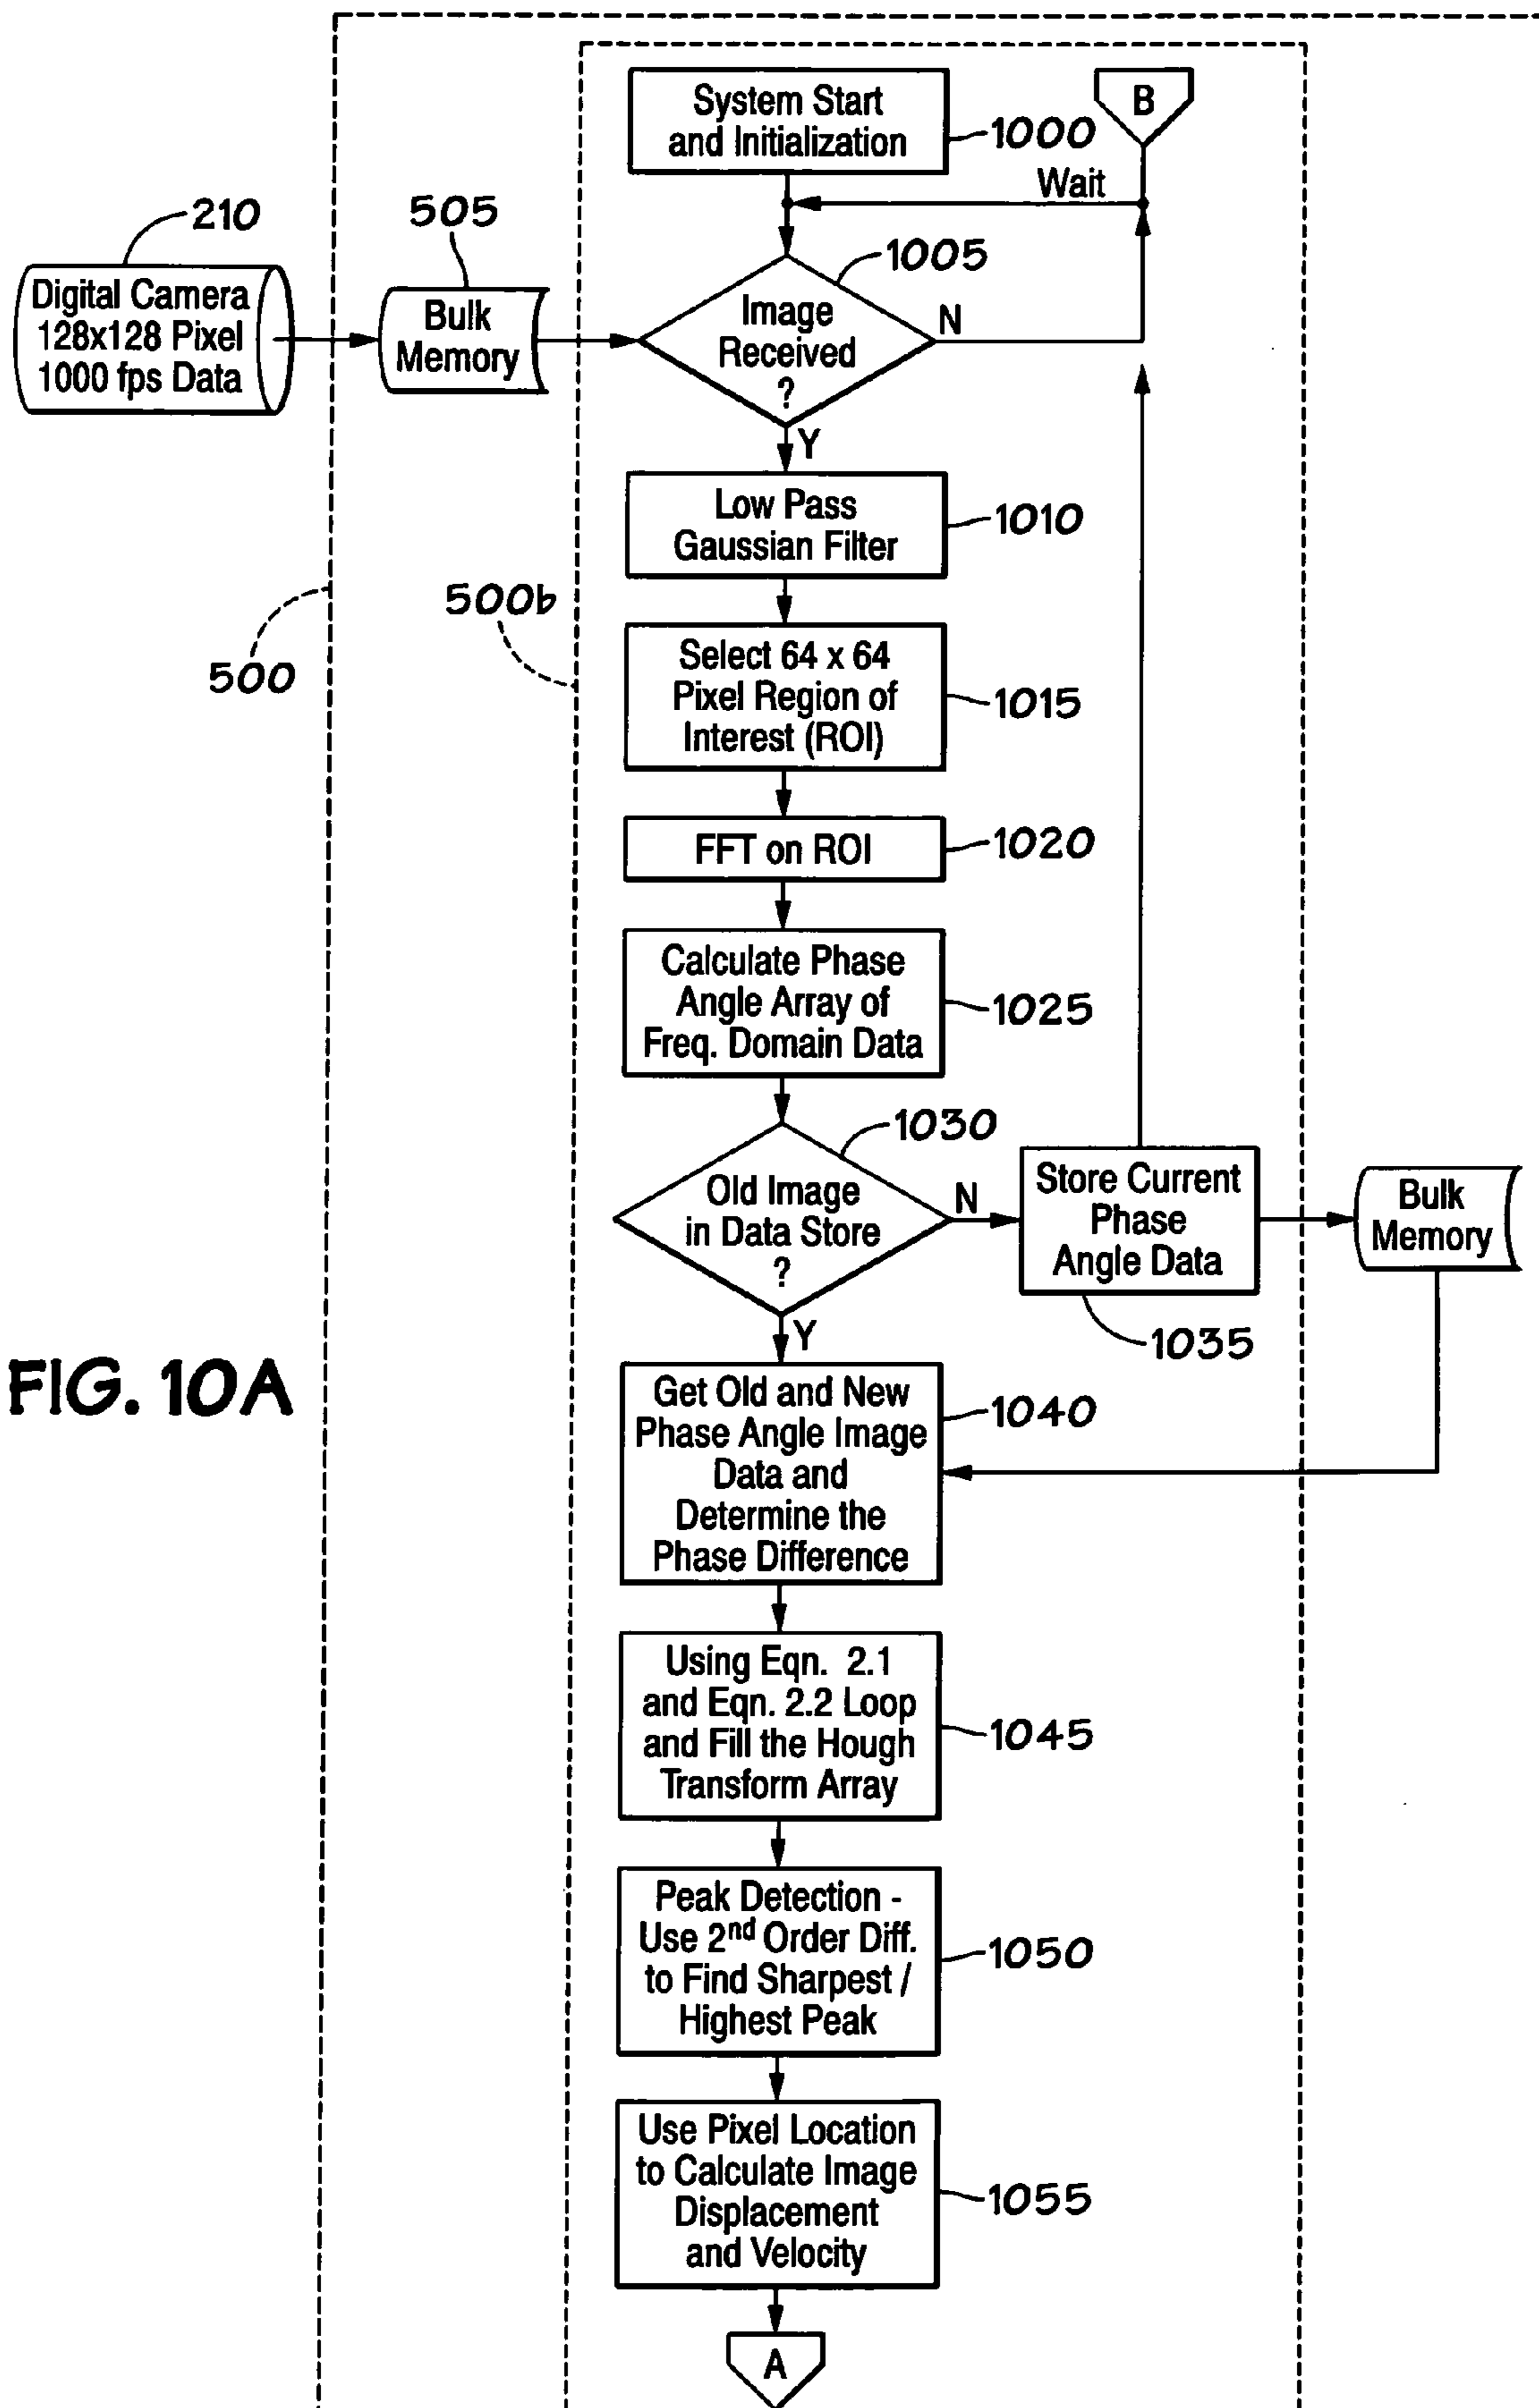 System Start
and Initialization
1000
B
Wait
210
505
1005
Digital Camera
128x128 Pixel
1000 fps Data
Bulk
Memory
Image
Received
?
N
Y
Low Pass
Gaussian Filter
1010
500
500b
Select 64 x 64
Pixel Region of
Interest (ROI)
1015
FFT on ROI
1020
Calculate Phase
Angle Array of
Freq. Domain Data
1025
1030
Old Image
in Data Store
?
N
Store Current
Phase
Angle Data
1035
Bulk
Memory
Y
FIG. 10A
Get Old and New
Phase Angle Image
Data and
Determine the
Phase Difference
1040
Using Eqn. 2.1
and Eqn. 2.2 Loop
and Fill the Hough
Transform Array
1045
Peak Detection -
Use 2nd Order Diff.
to Find Sharpest /
Highest Peak
1050
Use Pixel Location
to Calculate Image
Displacement
and Velocity
1055
A